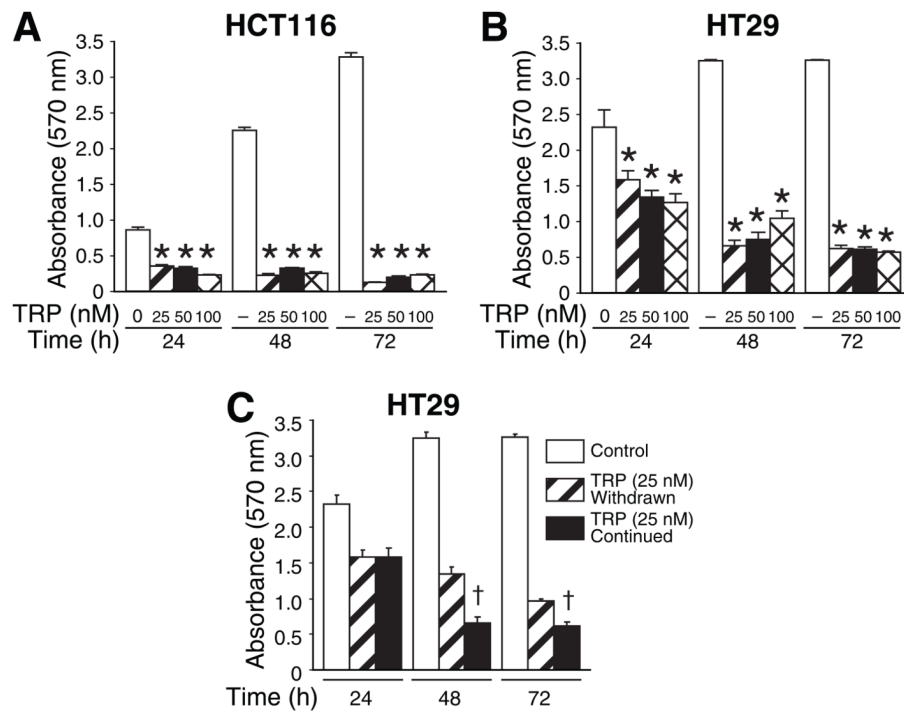 A
HCT116
Absorbance (570 nm)
3.5
3.0
2.5
2.0
1.5
1.0
0.5
0
* * * * * * * * *
TRP (nM) 0 25 50 100 – 25 50 100 – 25 50 100
Time (h) 24 48 72
B
HT29
Absorbance (570 nm)
3.5
3.0
2.5
2.0
1.5
1.0
0.5
0
* * * * * * * * *
TRP (nM) 0 25 50 100 – 25 50 100 – 25 50 100
Time (h) 24 48 72
C
HT29
Absorbance (570 nm)
3.5
3.0
2.5
2.0
1.5
1.0
0.5
0
† †
Time (h) 24 48 72
Control
TRP (25 nM)
Withdrawn
TRP (25 nM)
Continued